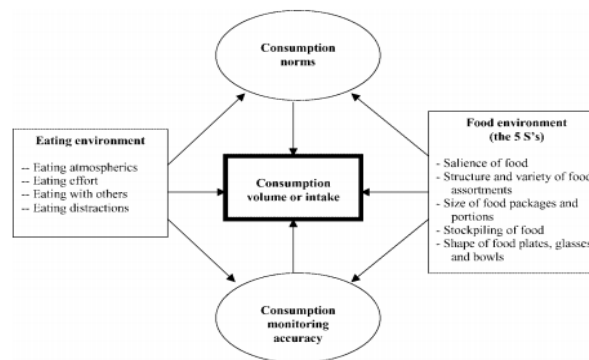 Consumption
norms
Eating environment
-- Eating atmospherics
-- Eating effort
-- Eating with others
-- Eating distractions
Consumption
volume or intake
Food environment
(the 5 S's)
- Salience of food
- Structure and variety of food
assortments
- Size of food packages and
portions
- Stockpiling of food
- Shape of food plates, glasses
and bowls
Consumption
monitoring
accuracy